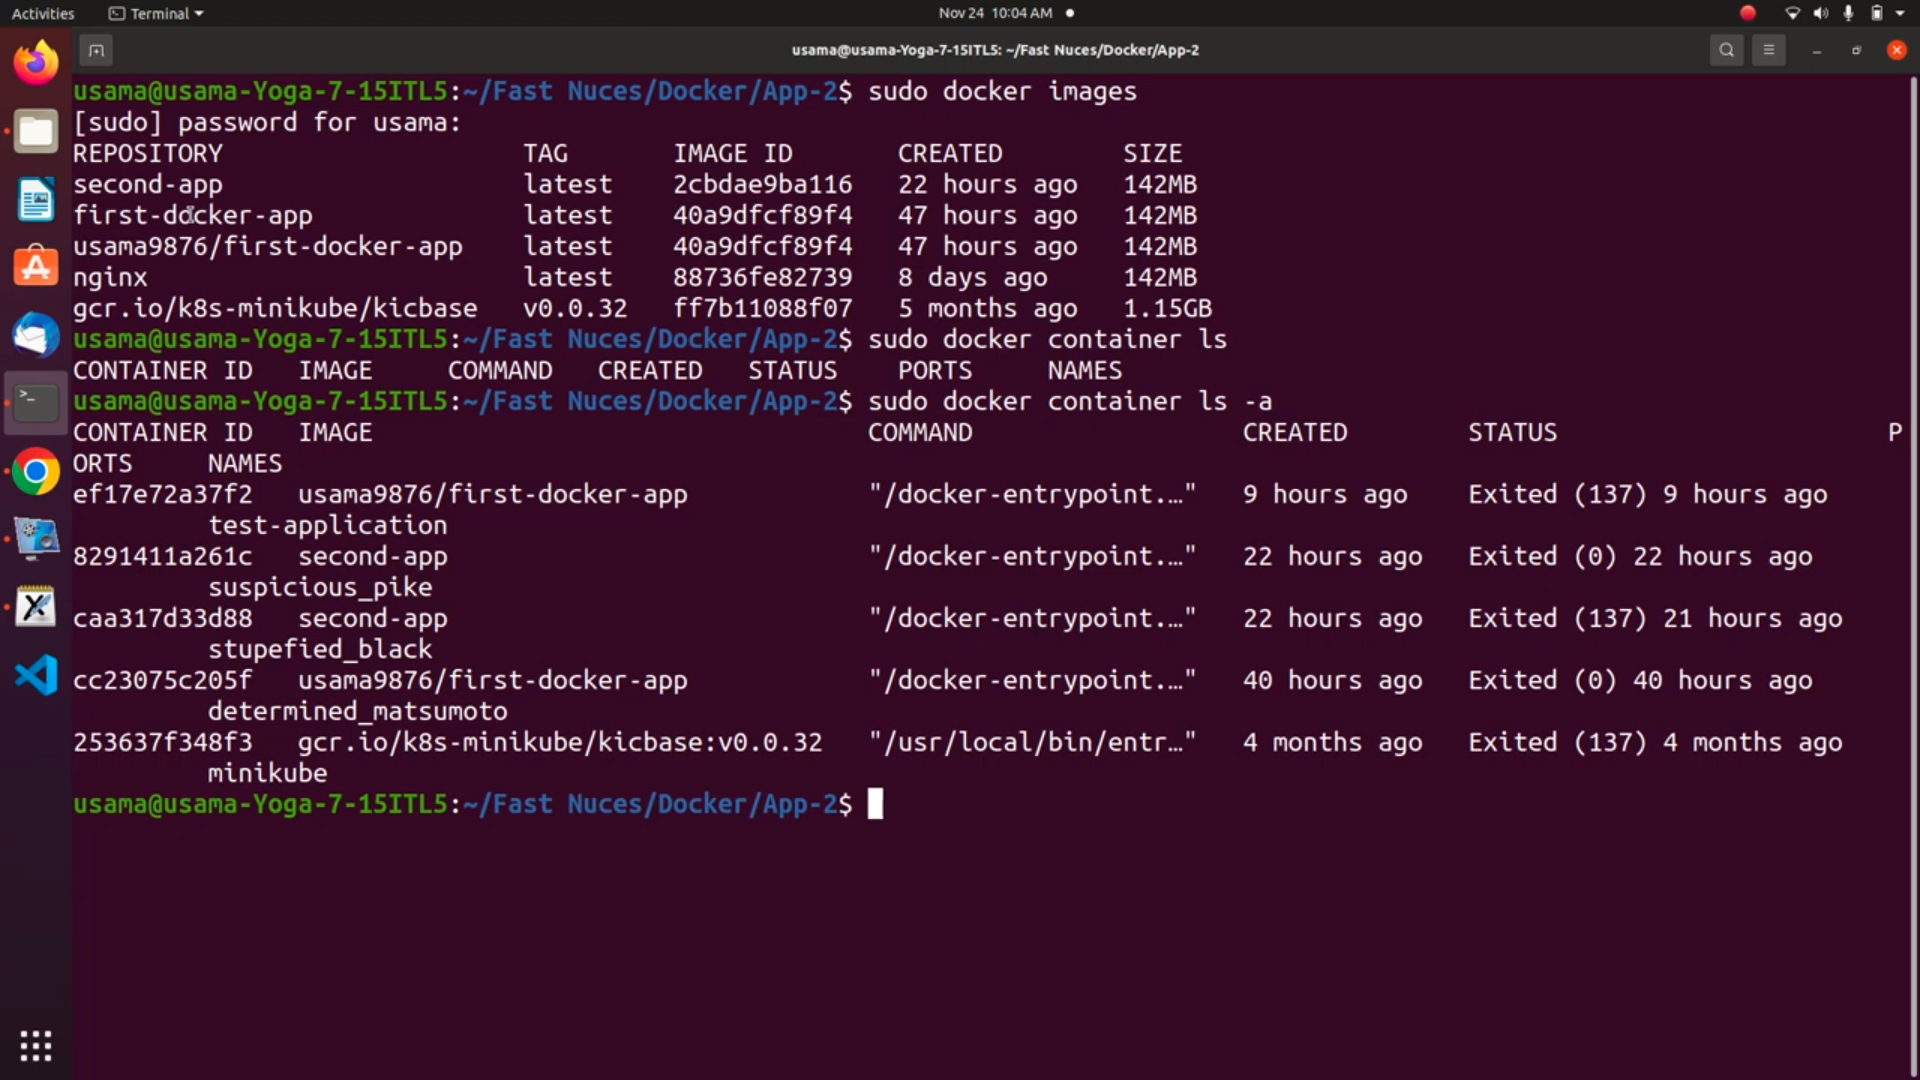 Activities Terminal Nov 24 10:04 AM
usama@usama-Yoga-7-15ITL5: ~/Fast Nuces/Docker/App-2
usama@usama-Yoga-7-15ITL5:~/Fast Nuces/Docker/App-2$ sudo docker images
[sudo] password for usama:
REPOSITORY TAG IMAGE ID CREATED SIZE
second-app latest 2cbdae9ba116 22 hours ago 142MB
first-docker-app latest 40a9dfcf89f4 47 hours ago 142MB
usama9876/first-docker-app latest 40a9dfcf89f4 47 hours ago 142MB
nginx latest 88736fe82739 8 days ago 142MB
gcr.io/k8s-minikube/kicbase v0.0.32 ff7b11088f07 5 months ago 1.15GB
usama@usama-Yoga-7-15ITL5:~/Fast Nuces/Docker/App-2$ sudo docker container ls
CONTAINER ID IMAGE COMMAND CREATED STATUS PORTS NAMES
usama@usama-Yoga-7-15ITL5:~/Fast Nuces/Docker/App-2$ sudo docker container ls -a
CONTAINER ID IMAGE COMMAND CREATED STATUS P
ORTS NAMES
ef17e72a37f2 usama9876/first-docker-app "/docker-entrypoint.…" 9 hours ago Exited (137) 9 hours ago
test-application
8291411a261c second-app "/docker-entrypoint.…" 22 hours ago Exited (0) 22 hours ago
suspicious_pike
caa317d33d88 second-app "/docker-entrypoint.…" 22 hours ago Exited (137) 21 hours ago
stupefied_black
cc23075c205f usama9876/first-docker-app "/docker-entrypoint.…" 40 hours ago Exited (0) 40 hours ago
determined_matsumoto
253637f348f3 gcr.io/k8s-minikube/kicbase:v0.0.32 "/usr/local/bin/entr…" 4 months ago Exited (137) 4 months ago
minikube
usama@usama-Yoga-7-15ITL5:~/Fast Nuces/Docker/App-2$